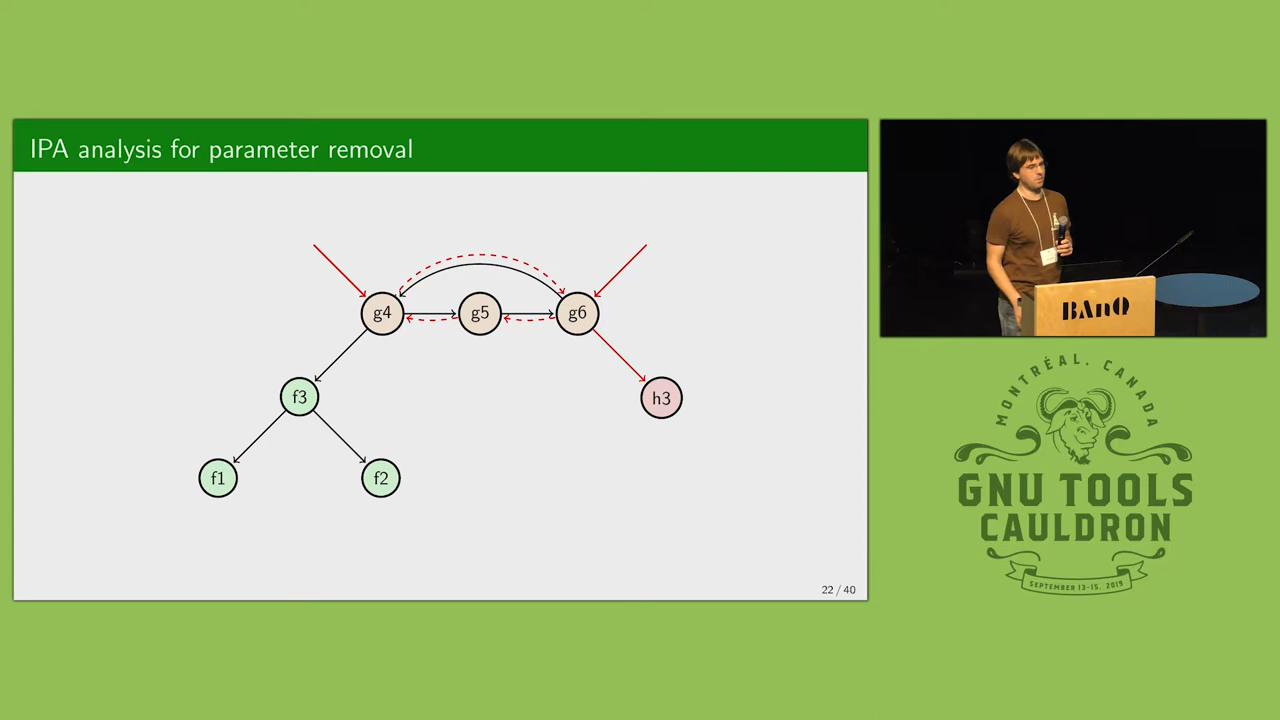 IPA analysis for parameter removal
g4
g5
g6
f3
h3
f1
f2
22 / 40
BAnQ
MONTRÉAL, CANADA
GNU TOOLS
CAULDRON
SEPTEMBER 13-15, 2019